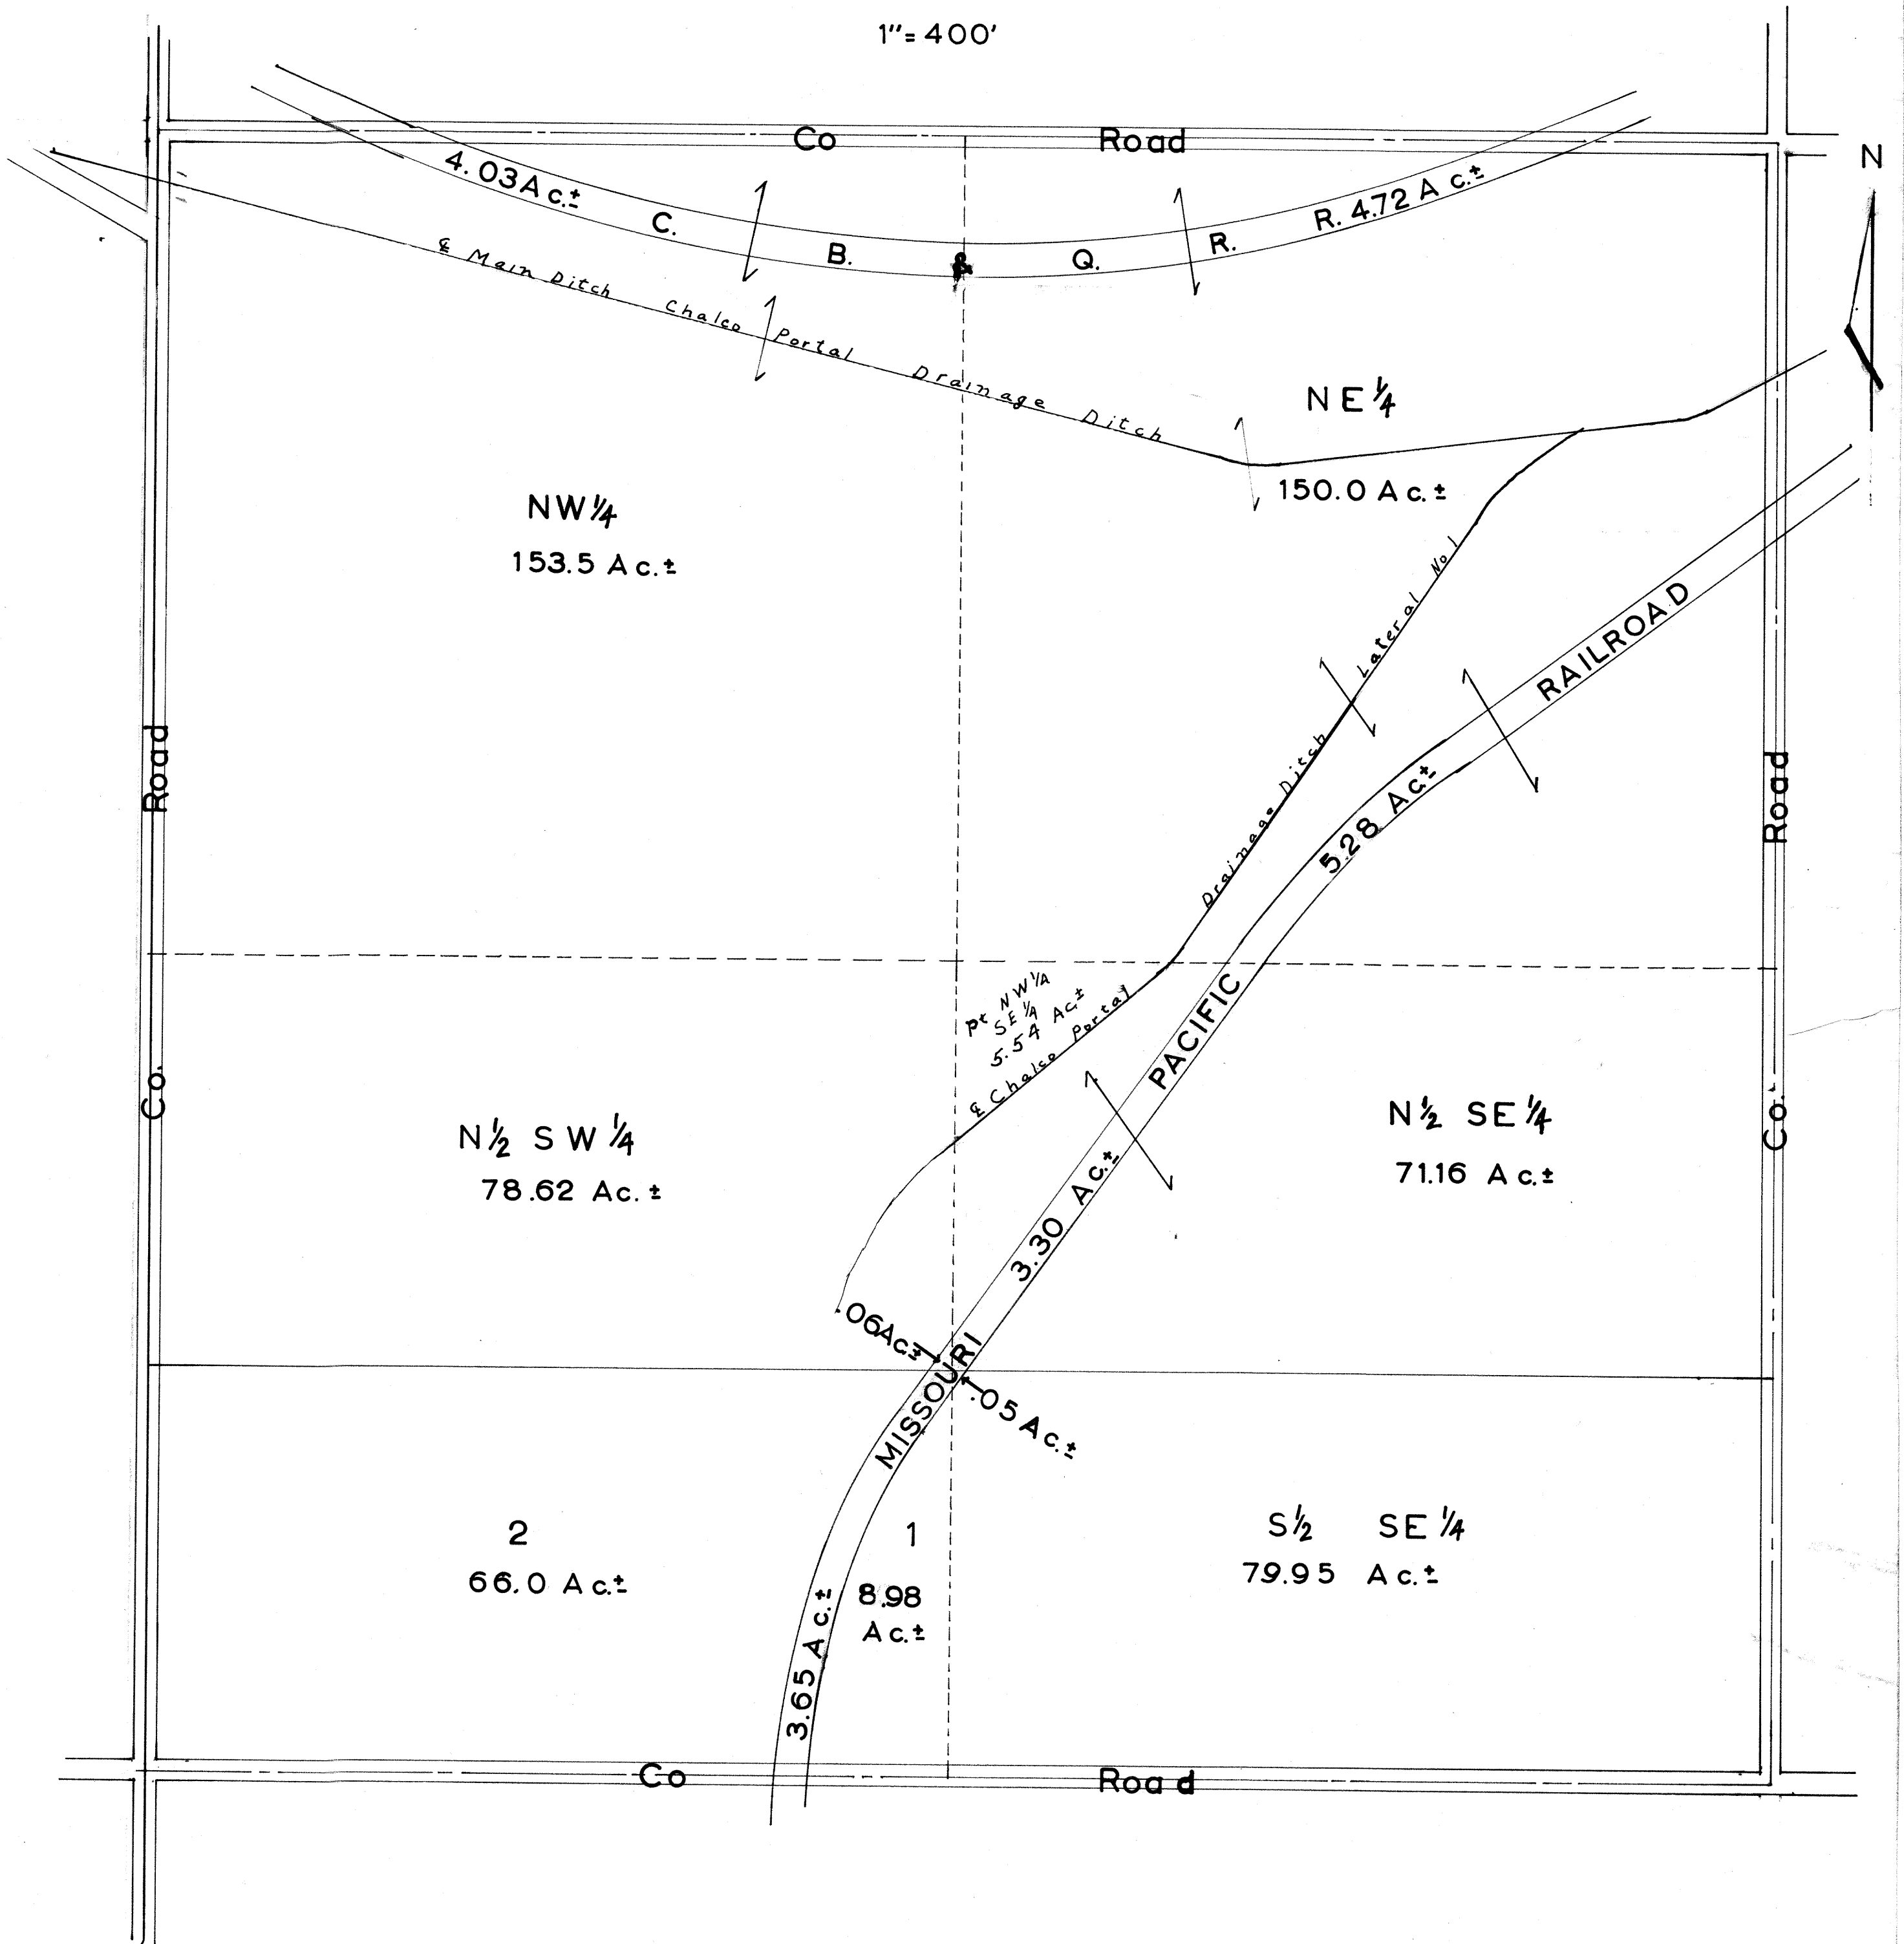 1"= 400'
Co Road
N
4.03 Ac.±
C. B. & Q. R. R. 4.72 Ac.±
℄ Main Ditch Chalco Portal Drainage Ditch
NE¼
150.0 Ac.±
NW¼
153.5 Ac.±
Drainage Ditch Lateral No 1
RAILROAD
5.28 Ac.±
Co. Road
Co. Road
pt NW¼
SE¼
5.54 Ac±
℄ Chalco Portal
PACIFIC
N½ SW¼
78.62 Ac.±
N½ SE¼
71.16 Ac.±
3.30 Ac.±
.06Ac.±
MISSOURI
.05 Ac.±
2
66.0 Ac.±
1
8.98
Ac.±
S½ SE¼
79.95 Ac.±
3.65 Ac.±
Co Road